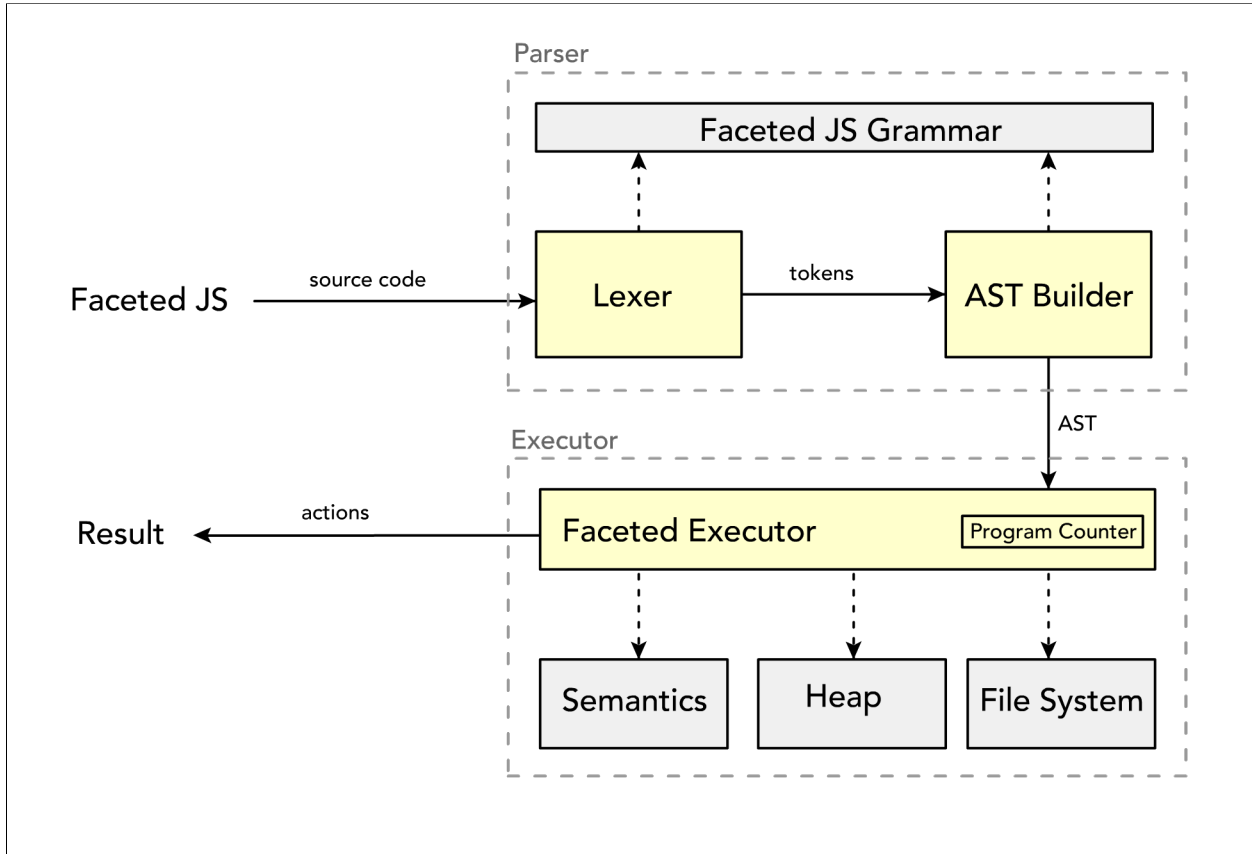 Parser
Faceted JS Grammar
source code
tokens
Faceted JS
Lexer
AST Builder
AST
Executor
actions
Result
Faceted Executor
Program Counter
Semantics
Heap
File System